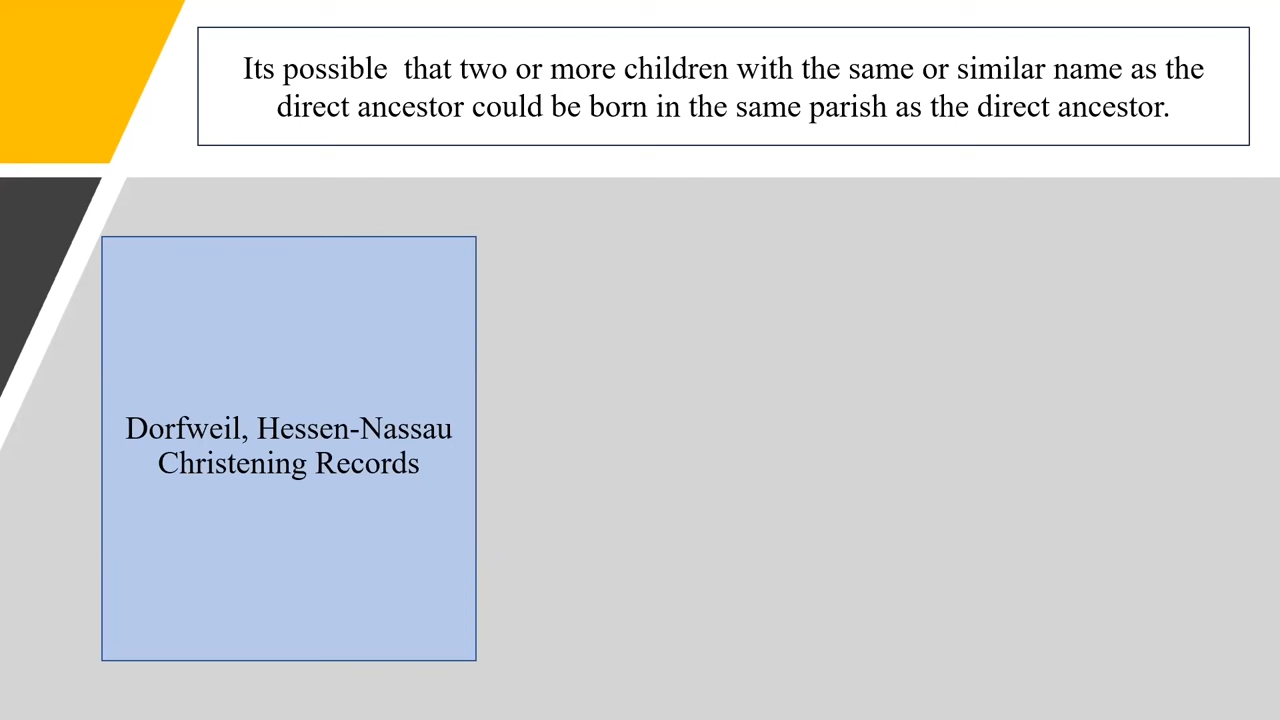 Its possible  that two or more children with the same or similar name as the
direct ancestor could be born in the same parish as the direct ancestor.
Dorfweil, Hessen-Nassau
Christening Records